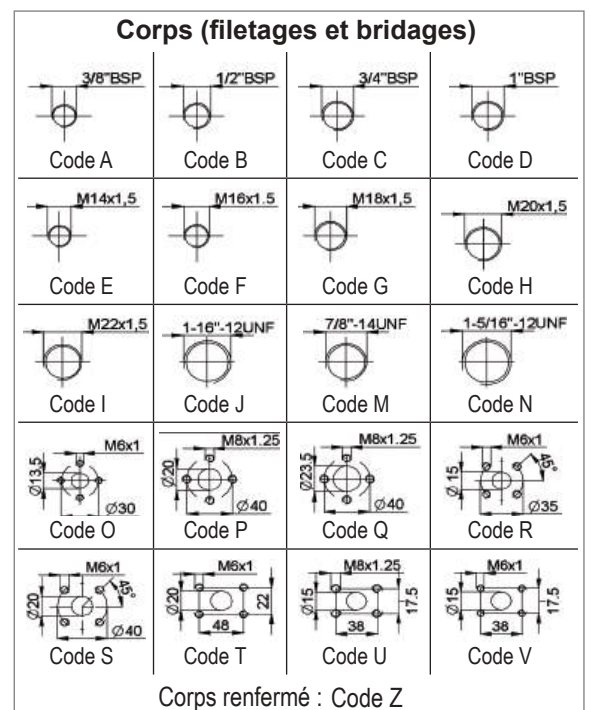 Corps (filetages et bridages)
3/8"BSP 1/2"BSP 3/4"BSP 1"BSP
Code A Code B Code C Code D
M14x1,5 M16x1.5 M18x1,5 M20x1,5
Code E Code F Code G Code H
M22x1,5 1-16"-12UNF 7/8"-14UNF 1-5/16"-12UNF
Code I Code J Code M Code N
M6x1 M8x1.25 M8x1.25 M6x1
Ø13,5 Ø20 Ø23,5 Ø15 45°
Ø30 Ø40 Ø40 Ø35
Code O Code P Code Q Code R
M6x1 M6x1 M8x1.25 M6x1
Ø20 45° Ø20 22 Ø15 17.5 Ø15 17.5
Ø40 48 38 38
Code S Code T Code U Code V
Corps renfermé : Code Z